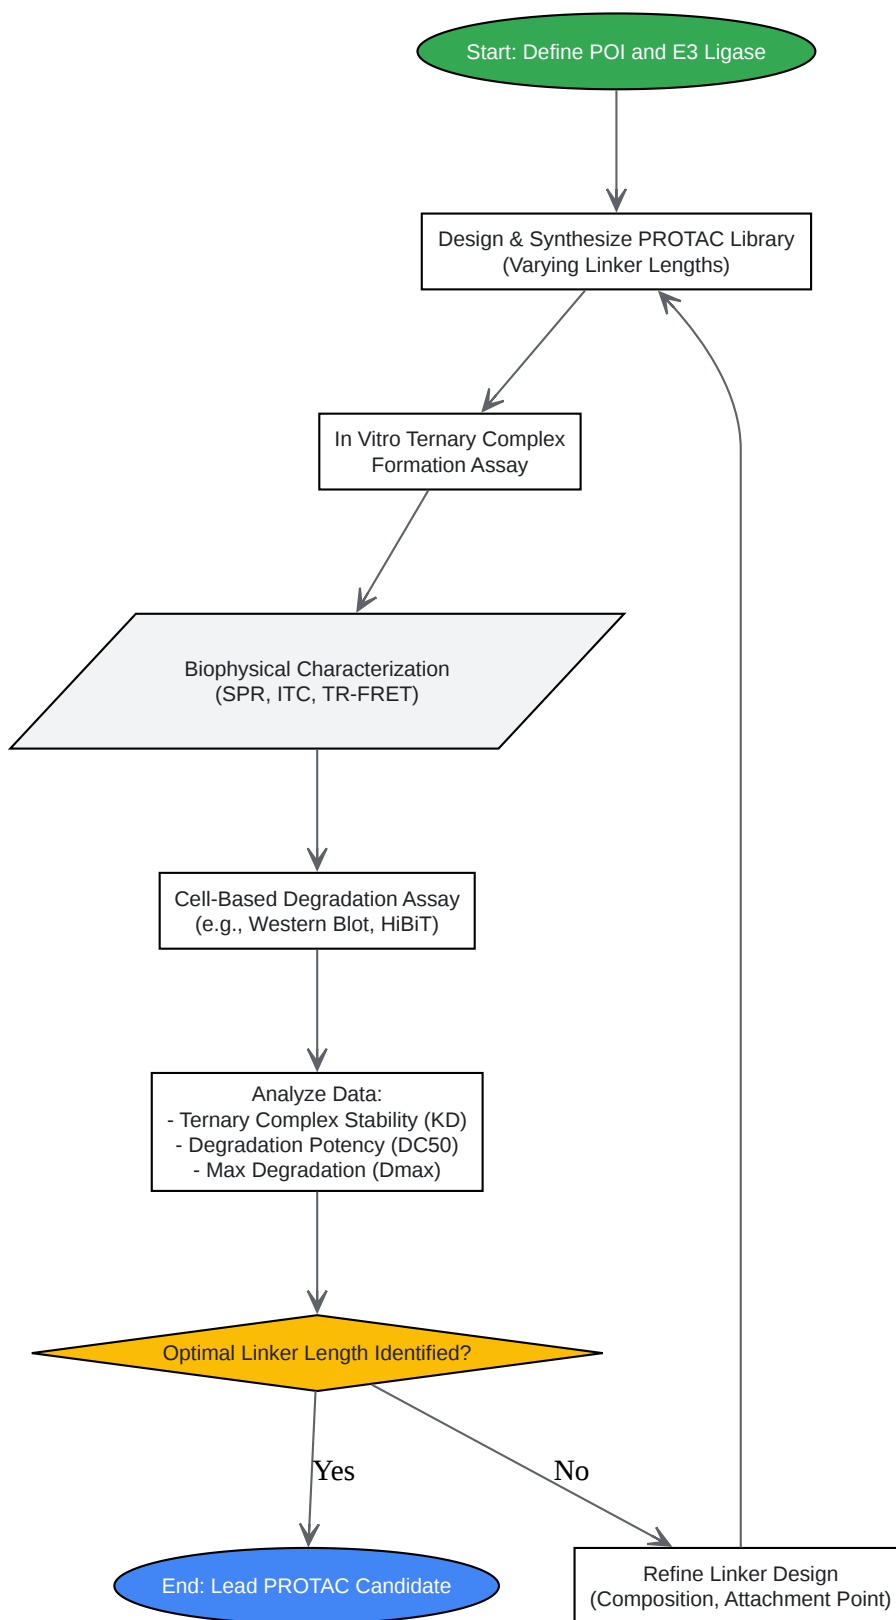 Start: Define POI and E3 Ligase
Design & Synthesize PROTAC Library
(Varying Linker Lengths)
In Vitro Ternary Complex
Formation Assay
Biophysical Characterization
(SPR, ITC, TR-FRET)
Cell-Based Degradation Assay
(e.g., Western Blot, HiBiT)
Analyze Data:
- Ternary Complex Stability (KD)
- Degradation Potency (DC50)
- Max Degradation (Dmax)
Optimal Linker Length Identified?
Yes
No
End: Lead PROTAC Candidate
Refine Linker Design
(Composition, Attachment Point)